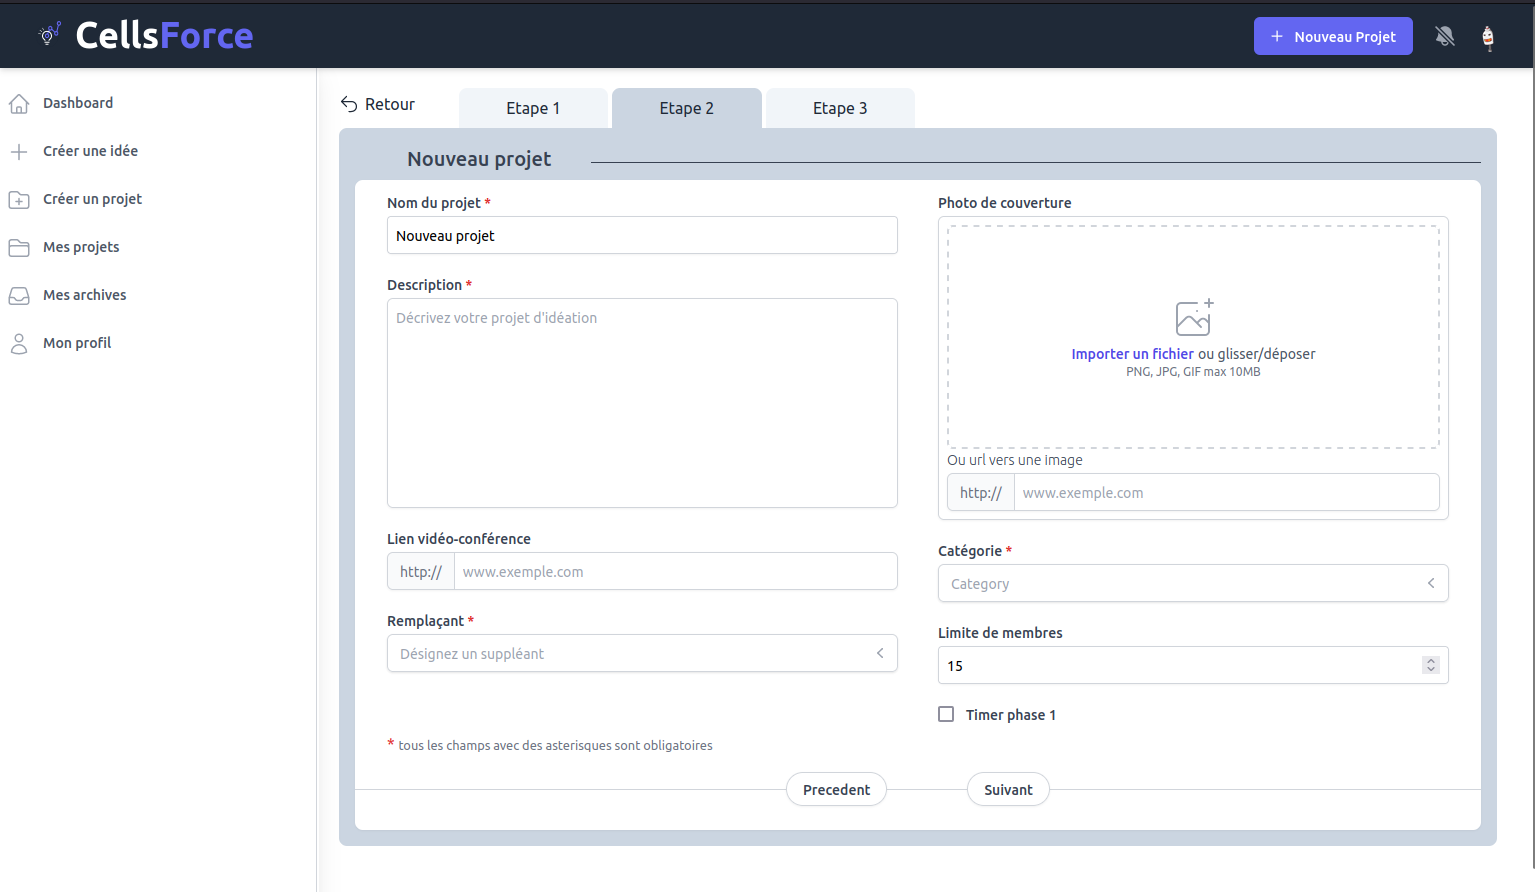 CellsForce
Nouveau Projet
Dashboard
Créer une idée
Créer un projet
Mes projets
Mes archives
Mon profil
Retour
Etape 1
Etape 2
Etape 3
Nouveau projet
Nom du projet *
Nouveau projet
Description *
Décrivez votre projet d'idéation
Lien vidéo-conférence
http:// www.exemple.com
Remplaçant *
Désignez un suppléant
Photo de couverture
Importer un fichier ou glisser/déposer
PNG, JPG, GIF max 10MB
Ou url vers une image
http:// www.exemple.com
Catégorie *
Category
Limite de membres
15
Timer phase 1
* tous les champs avec des asterisques sont obligatoires
Precedent
Suivant